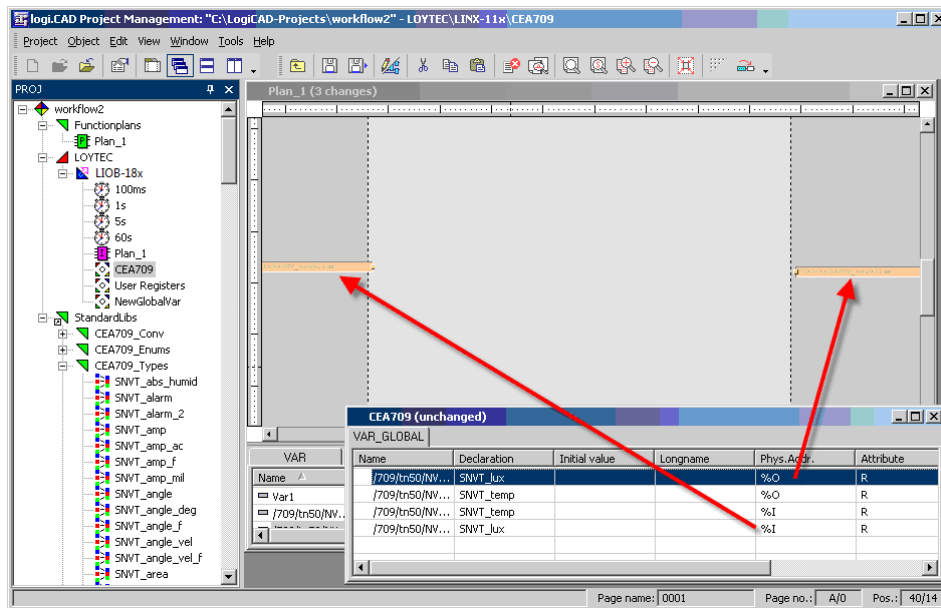 logi.CAD Project Management: "C:\LogiCAD-Projects\workflow2" - LOYTEC\LINX-11x\CEA709
Project Object Edit View Window Tools Help
PROJ
workflow2
Functionplans
Plan_1
LOYTEC
LIOB-18x
100ms
1s
5s
60s
Plan_1
CEA709
User Registers
NewGlobalVar
StandardLibs
CEA709_Conv
CEA709_Enums
CEA709_Types
SNVT_abs_humid
SNVT_alarm
SNVT_alarm_2
SNVT_amp
SNVT_amp_ac
SNVT_amp_f
SNVT_amp_mil
SNVT_angle
SNVT_angle_deg
SNVT_angle_f
SNVT_angle_vel
SNVT_angle_vel_f
SNVT_area
Plan_1 (3 changes)
VAR
Name
Var1
/709/tn50/NV...
CEA709 (unchanged)
VAR_GLOBAL
Name Declaration Initial value Longname Phys.Addr. Attribute
/709/tn50/NV... SNVT_lux %O R
/709/tn50/NV... SNVT_temp %O R
/709/tn50/NV... SNVT_temp %I R
/709/tn50/NV... SNVT_lux %I R
Page name: 0001 Page no.: A/0 Pos.: 40/14